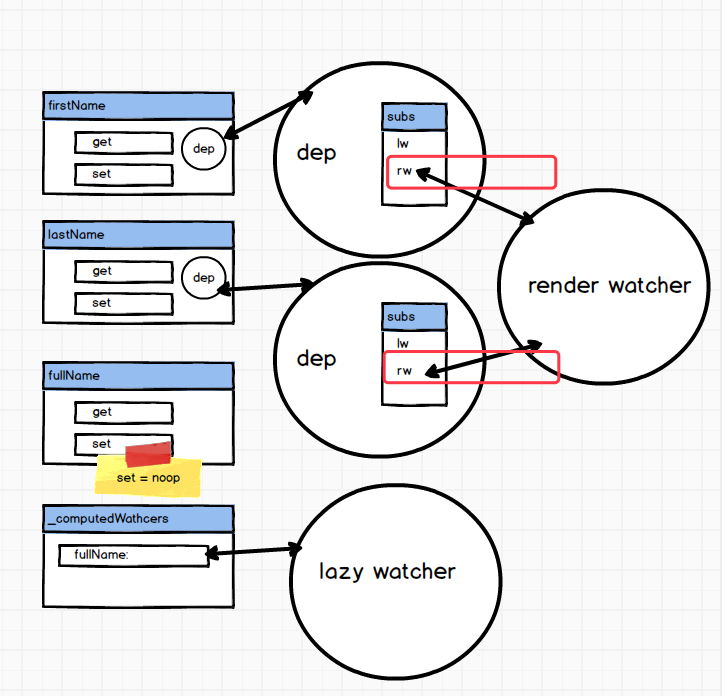 firstName
get
set
dep
dep
subs
lw
rw
lastName
get
set
dep
render watcher
dep
subs
lw
rw
fullName
get
set
set = noop
_computedWathcers
fullName:
lazy watcher